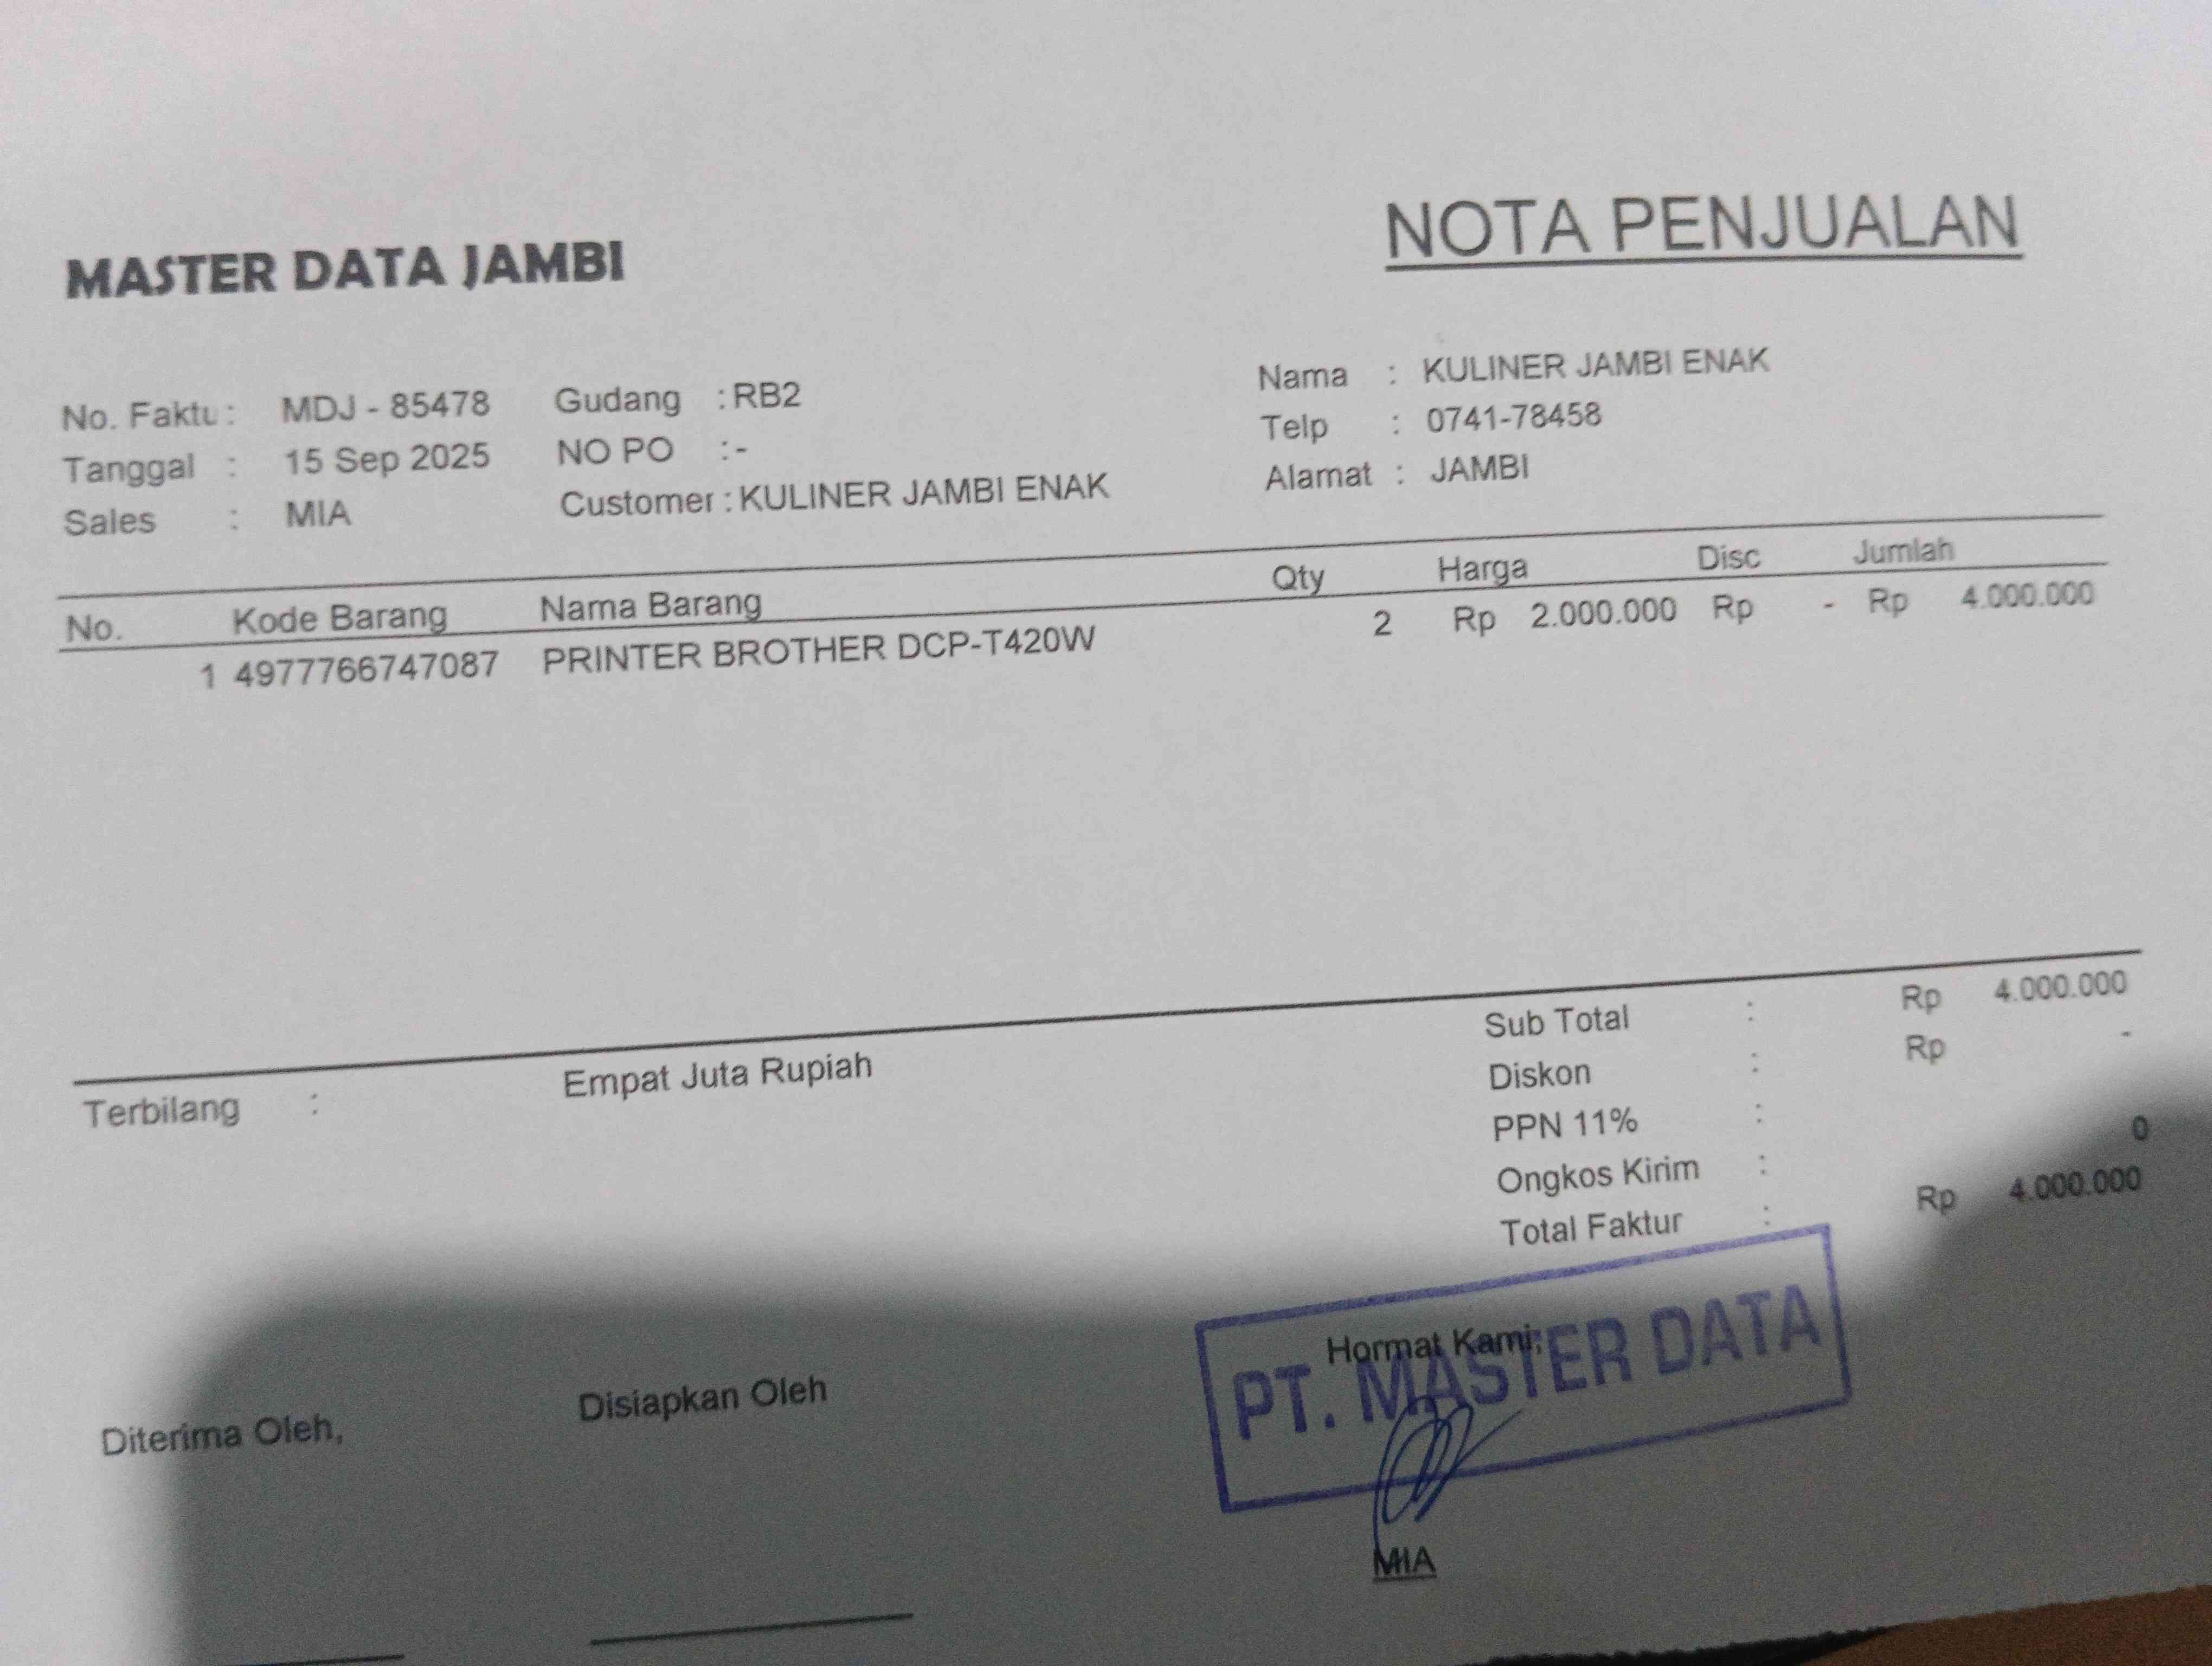 MASTER DATA JAMBI
NOTA PENJUALAN
No. Faktu : MDJ - 85478 Gudang : RB2 Nama : KULINER JAMBI ENAK
Tanggal : 15 Sep 2025 NO PO : - Telp : 0741-78458
Sales : MIA Customer : KULINER JAMBI ENAK Alamat : JAMBI
No. Kode Barang Nama Barang Qty Harga Disc Jumlah
1 4977766747087 PRINTER BROTHER DCP-T420W 2 Rp 2.000.000 Rp - Rp 4.000.000
Terbilang : Empat Juta Rupiah Sub Total : Rp 4.000.000
Diskon : Rp -
PPN 11% :
Ongkos Kirim : 0
Total Faktur : Rp 4.000.000
Diterima Oleh, Disiapkan Oleh Hormat Kami,
PT. MASTER DATA
MIA